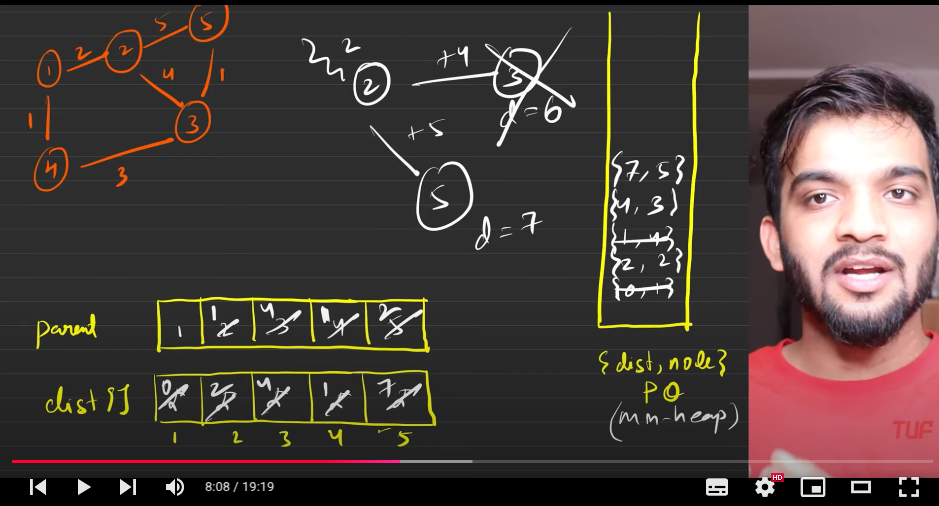 5
5
2
2
1
4
1
1
3
4
3
2
2
+4
3
d = 6
+5
5
d = 7
{7, 5}
{4, 3}
{1, 4}
{2, 2}
{0, 1}
parent
1
1 2
4 3
1 4
2 5
dist []
0
2
4
1
7
1 2 3 4 5
{dist, node}
PQ
(min-heap)
TUF
8:08 / 19:19
HD